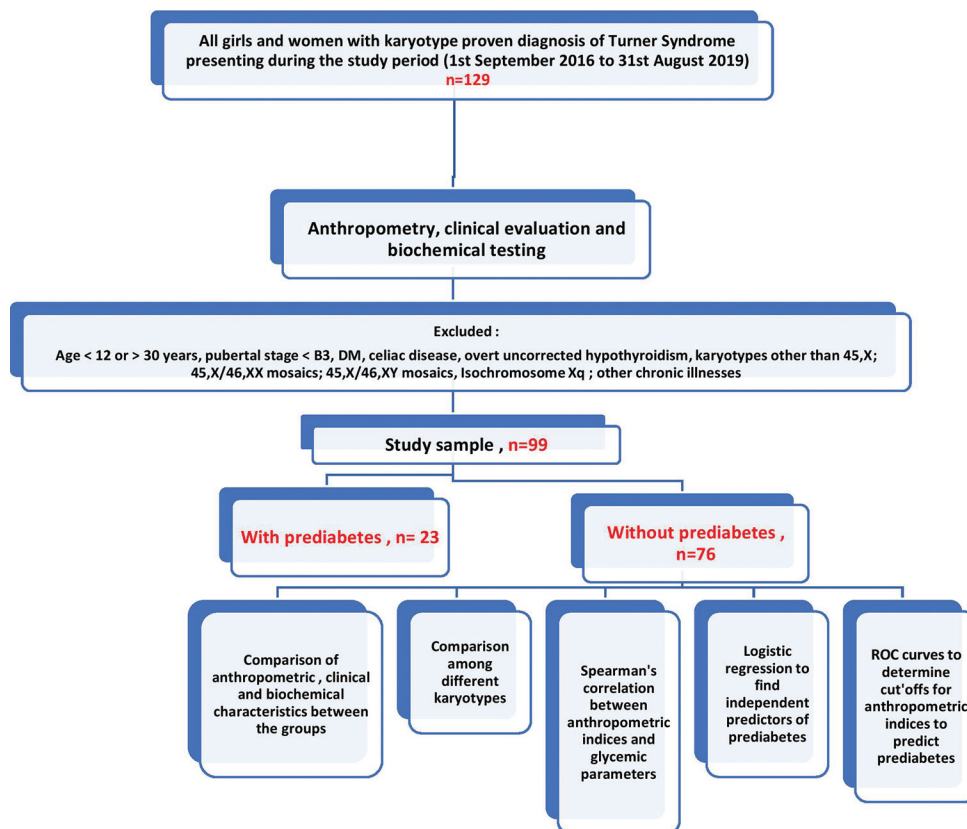 All girls and women with karyotype proven diagnosis of Turner Syndrome
presenting during the study period (1st September 2016 to 31st August 2019)
n=129
Anthropometry, clinical evaluation and
biochemical testing
Excluded :
Age < 12 or > 30 years, pubertal stage < B3, DM, celiac disease, overt uncorrected hypothyroidism, karyotypes other than 45,X;
45,X/46,XX mosaics; 45,X/46,XY mosaics, Isochromosome Xq ; other chronic illnesses
Study sample , n=99
With prediabetes , n= 23
Without prediabetes ,
n=76
Comparison of
anthropometric , clinical
and biochemical
characteristics between
the groups
Comparison
among
different
karyotypes
Spearman's
correlation
between
anthropometric
indices and
glycemic
parameters
Logistic
regression to
find
independent
predictors of
prediabetes
ROC curves to
determine
cut'offs for
anthropometric
indices to
predict
prediabetes